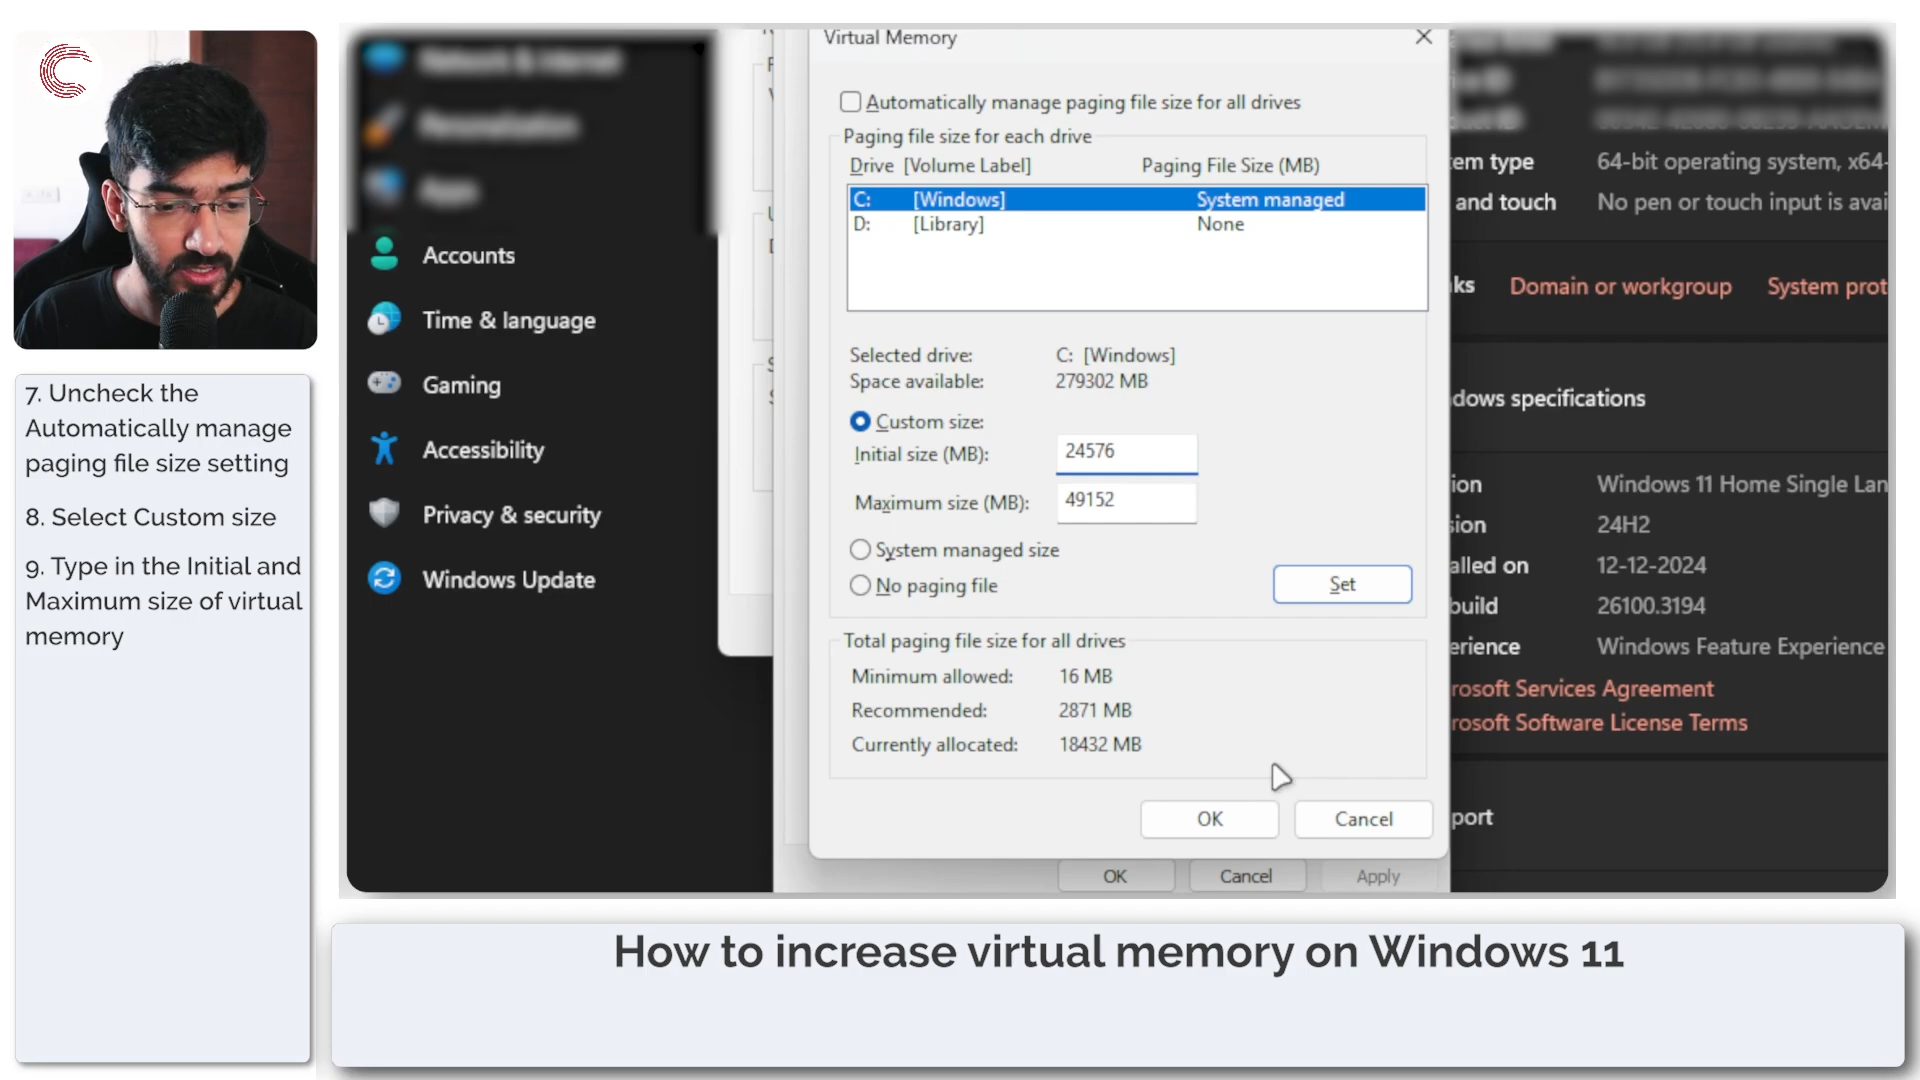 7. Uncheck the
Automatically manage
paging file size setting
8. Select Custom size
9. Type in the Initial and
Maximum size of virtual
memory
Network & internet
Personalization
Apps
Accounts
Time & language
Gaming
Accessibility
Privacy & security
Windows Update
Virtual Memory
Automatically manage paging file size for all drives
Paging file size for each drive
Drive [Volume Label] Paging File Size (MB)
C: [Windows] System managed
D: [Library] None
Selected drive: C: [Windows]
Space available: 279302 MB
Custom size:
Initial size (MB): 24576
Maximum size (MB): 49152
System managed size
No paging file
Set
Total paging file size for all drives
Minimum allowed: 16 MB
Recommended: 2871 MB
Currently allocated: 18432 MB
OK Cancel
OK Cancel Apply
em type 64-bit operating system, x64-
and touch No pen or touch input is avai
ks Domain or workgroup System prot
dows specifications
ion Windows 11 Home Single Lan
sion 24H2
alled on 12-12-2024
build 26100.3194
erience Windows Feature Experience
rosoft Services Agreement
rosoft Software License Terms
port
How to increase virtual memory on Windows 11